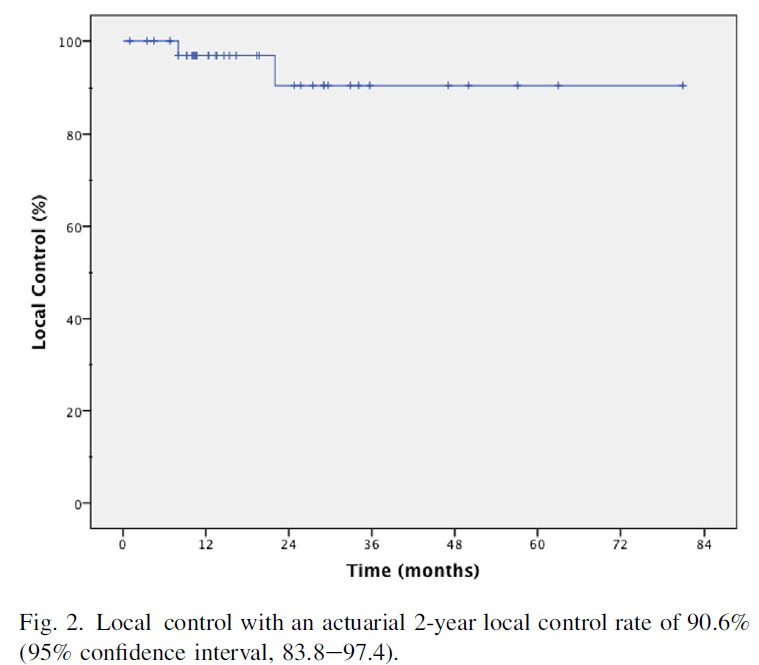 100
80
60
40
20
0
Local Control (%)
0 12 24 36 48 60 72 84
Time (months)
Fig. 2. Local control with an actuarial 2-year local control rate of 90.6%
(95% confidence interval, 83.8−97.4).